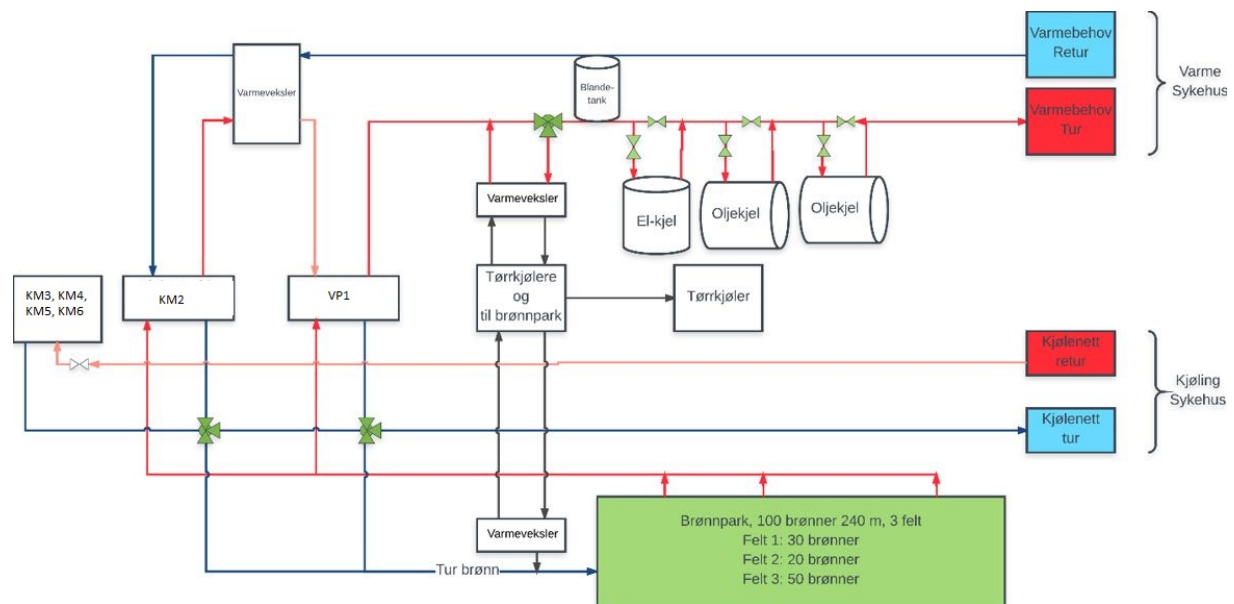 Varmebehov
Retur
Varme
Sykehus
Varmeveksler
Blande-
tank
Varmebehov
Tur
Varmeveksler
El-kjel
Oljekjel
Oljekjel
KM3, KM4,
KM5, KM6
KM2
VP1
Tørrkjølere
og
til brønnpark
Tørrkjøler
Kjølenett
retur
Kjøling
Sykehus
Kjølenett
tur
Varmeveksler
Tur brønn
Brønnpark, 100 brønner 240 m, 3 felt
Felt 1: 30 brønner
Felt 2: 20 brønner
Felt 3: 50 brønner